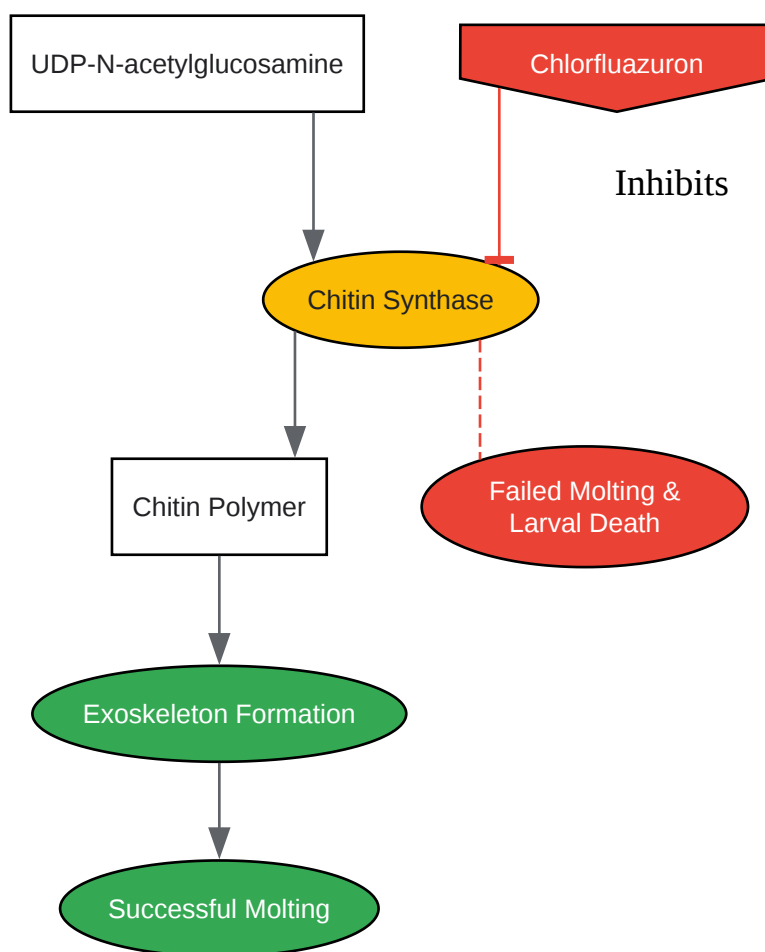 UDP-N-acetylglucosamine
Chlorfluazuron
Inhibits
Chitin Synthase
Failed Molting &
Larval Death
Chitin Polymer
Exoskeleton Formation
Successful Molting